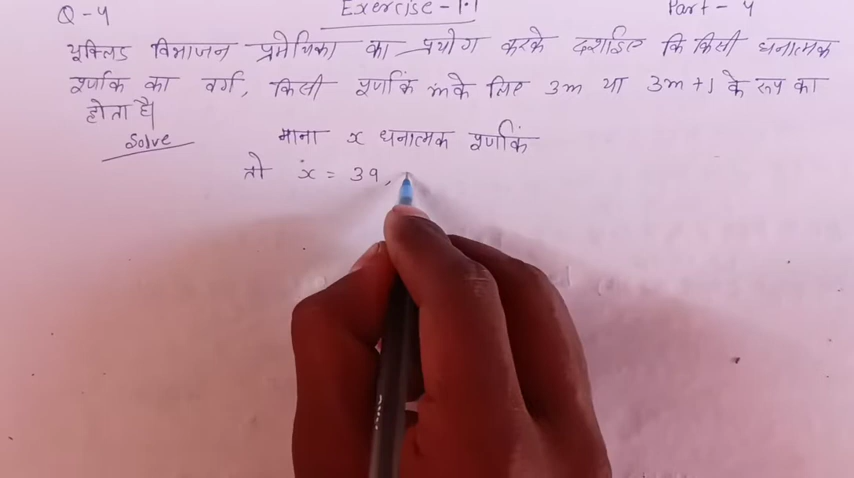 Q-4 Exercise-1.1 Part-4
यूक्लिड विभाजन प्रमेयिका का प्रयोग करके दर्शाइए कि किसी धनात्मक
पूर्णांक का वर्ग, किसी पूर्णांक m के लिए 3m या 3m+1 के रूप का
होता है।
Solve माना x धनात्मक पूर्णांक
तो x = 3q,